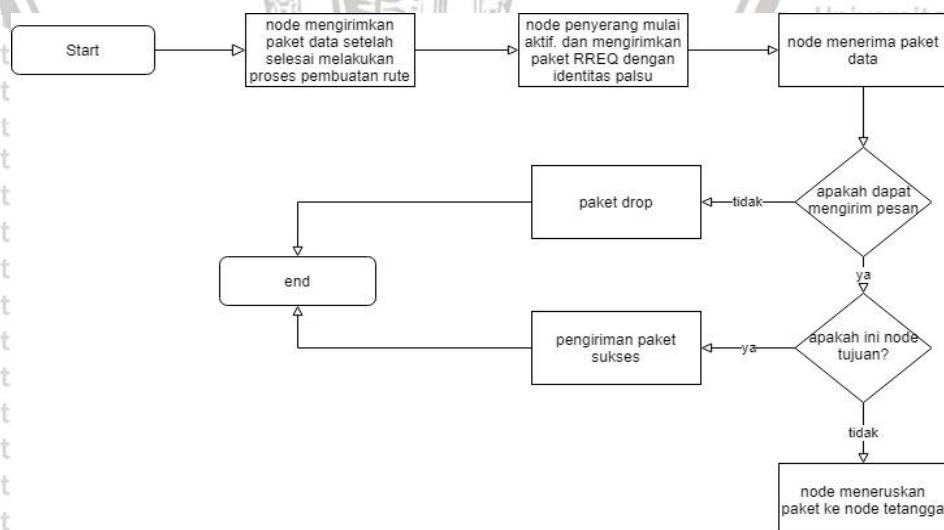 Start
node mengirimkan
paket data setelah
selesai melakukan
proses pembuatan rute
node penyerang mulai
aktif. dan mengirimkan
paket RREQ dengan
identitas palsu
node menerima paket
data
apakah dapat
mengirim pesan
tidak
paket drop
end
ya
apakah ini node
tujuan?
ya
pengiriman paket
sukses
tidak
node meneruskan
paket ke node tetangga